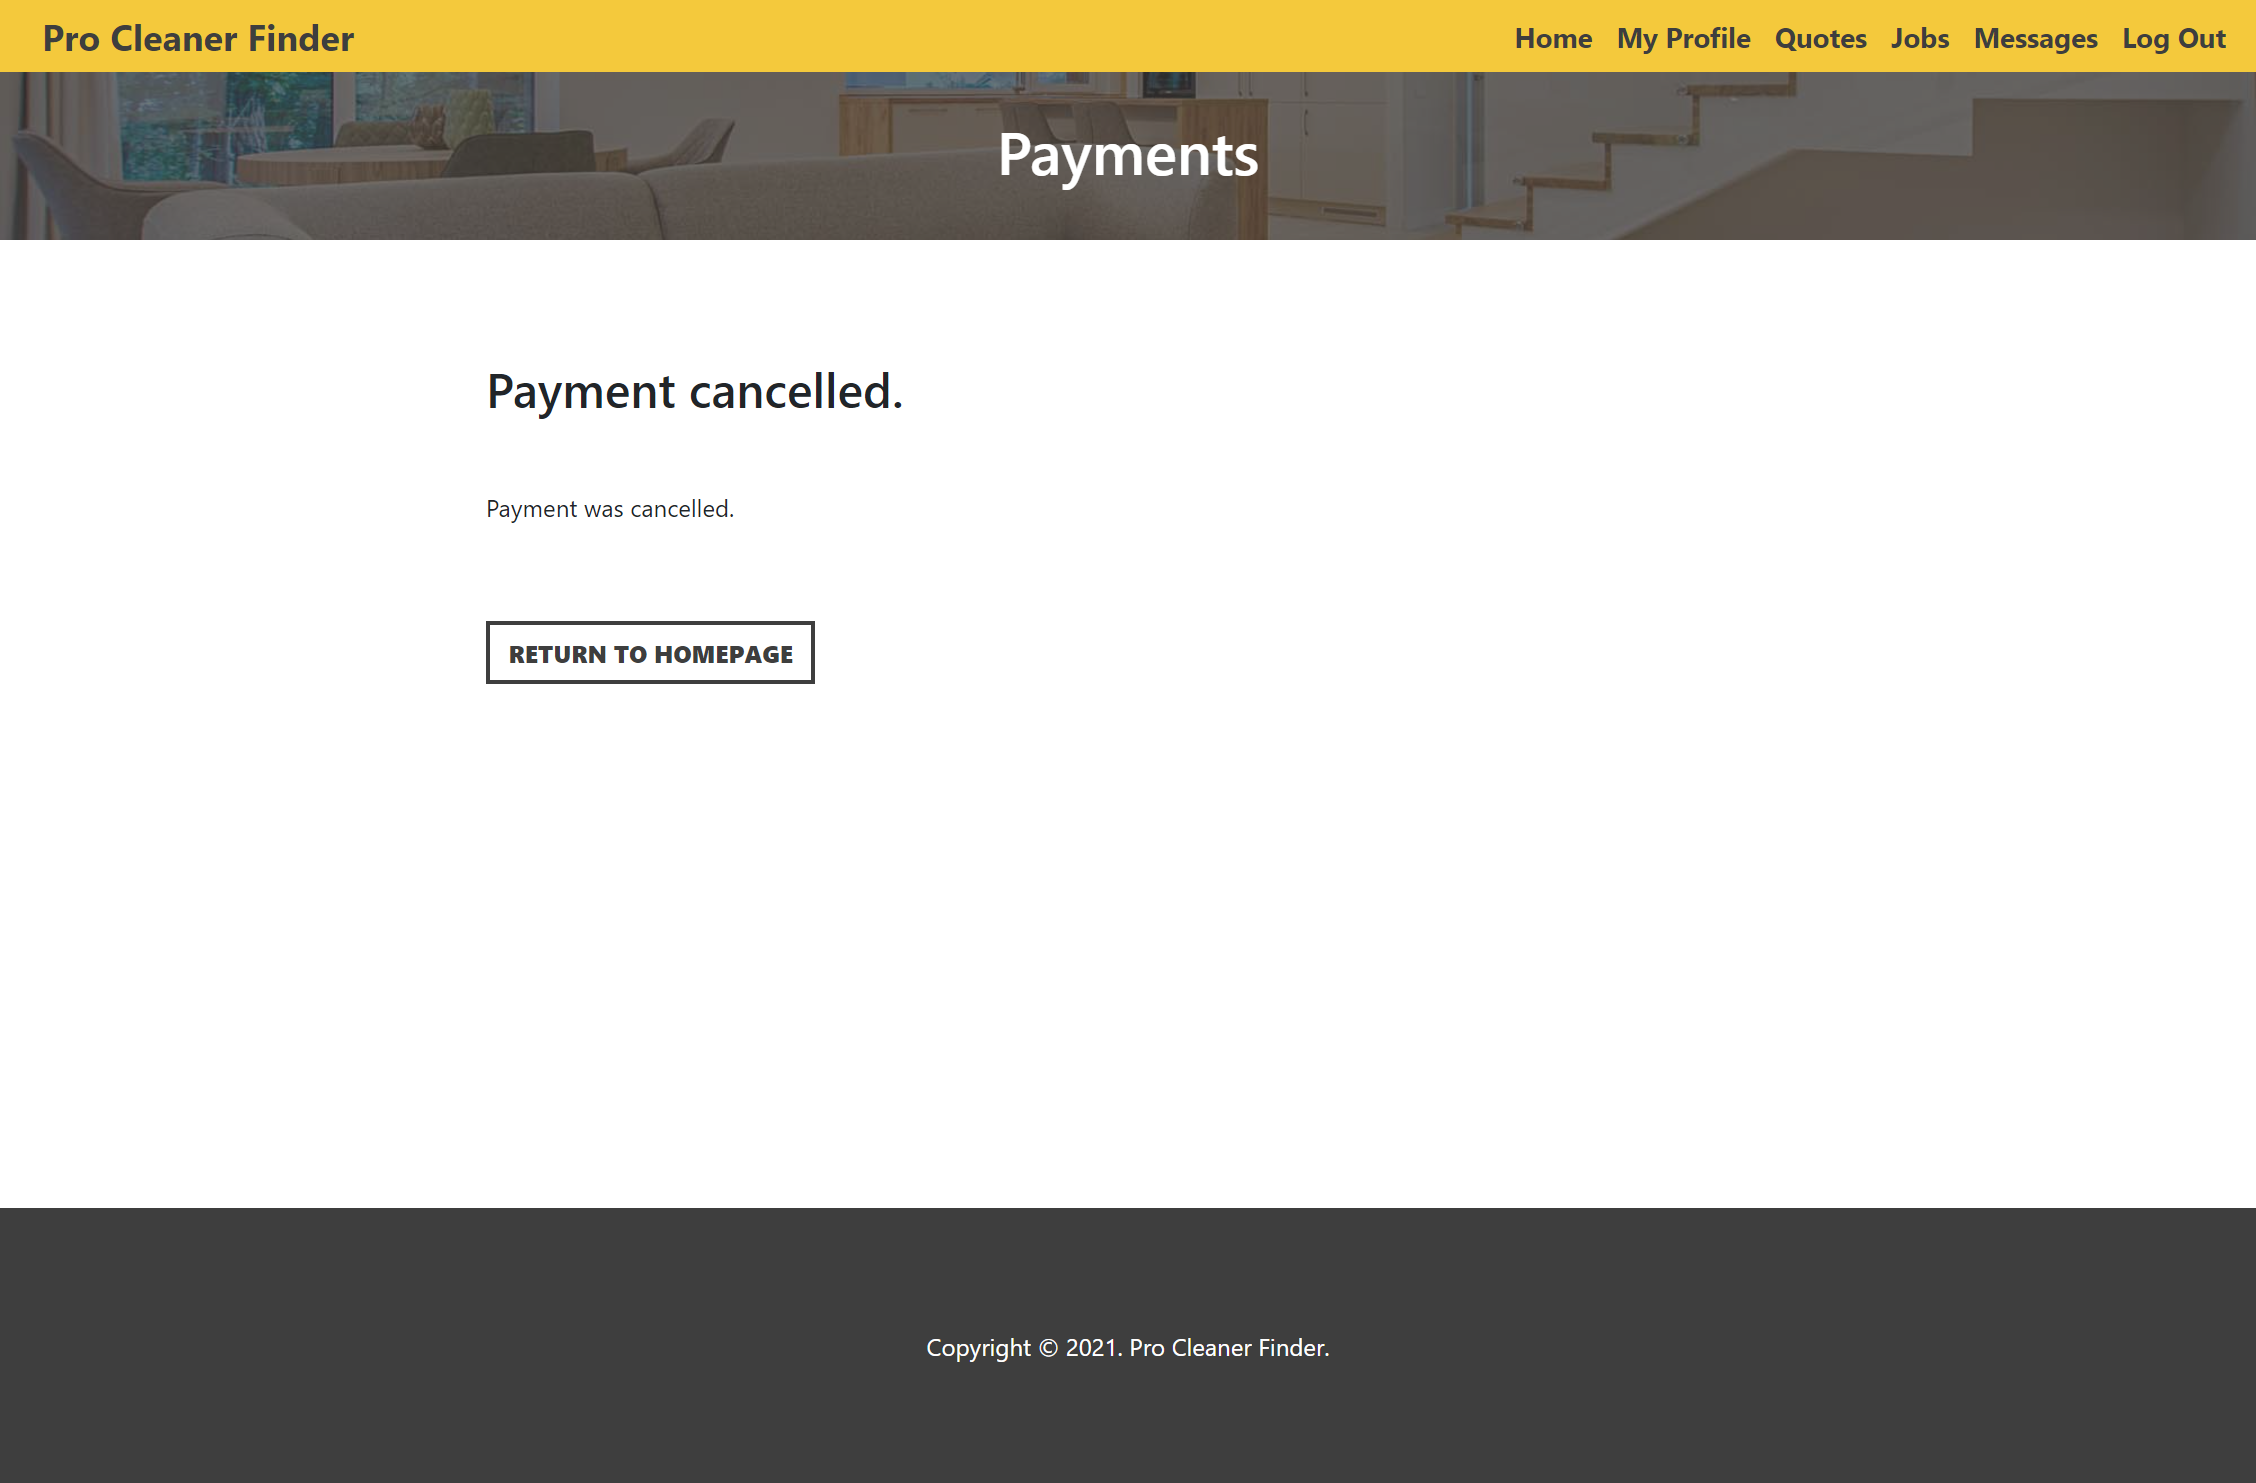 Pro Cleaner Finder
Home My Profile Quotes Jobs Messages Log Out
Payments
Payment cancelled.
Payment was cancelled.
RETURN TO HOMEPAGE
Copyright © 2021. Pro Cleaner Finder.